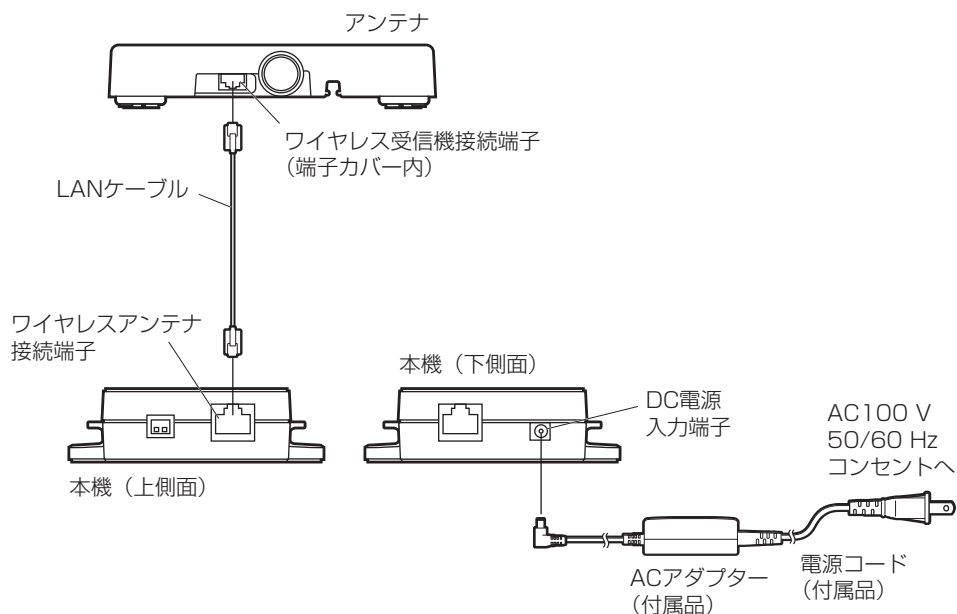 アンテナ
ワイヤレス受信機接続端子
（端子カバー内）
LANケーブル
ワイヤレスアンテナ
接続端子
本機（上側面）
本機（下側面）
DC電源
入力端子
AC100 V
50/60 Hz
コンセントへ
ACアダプター
（付属品）
電源コード
（付属品）